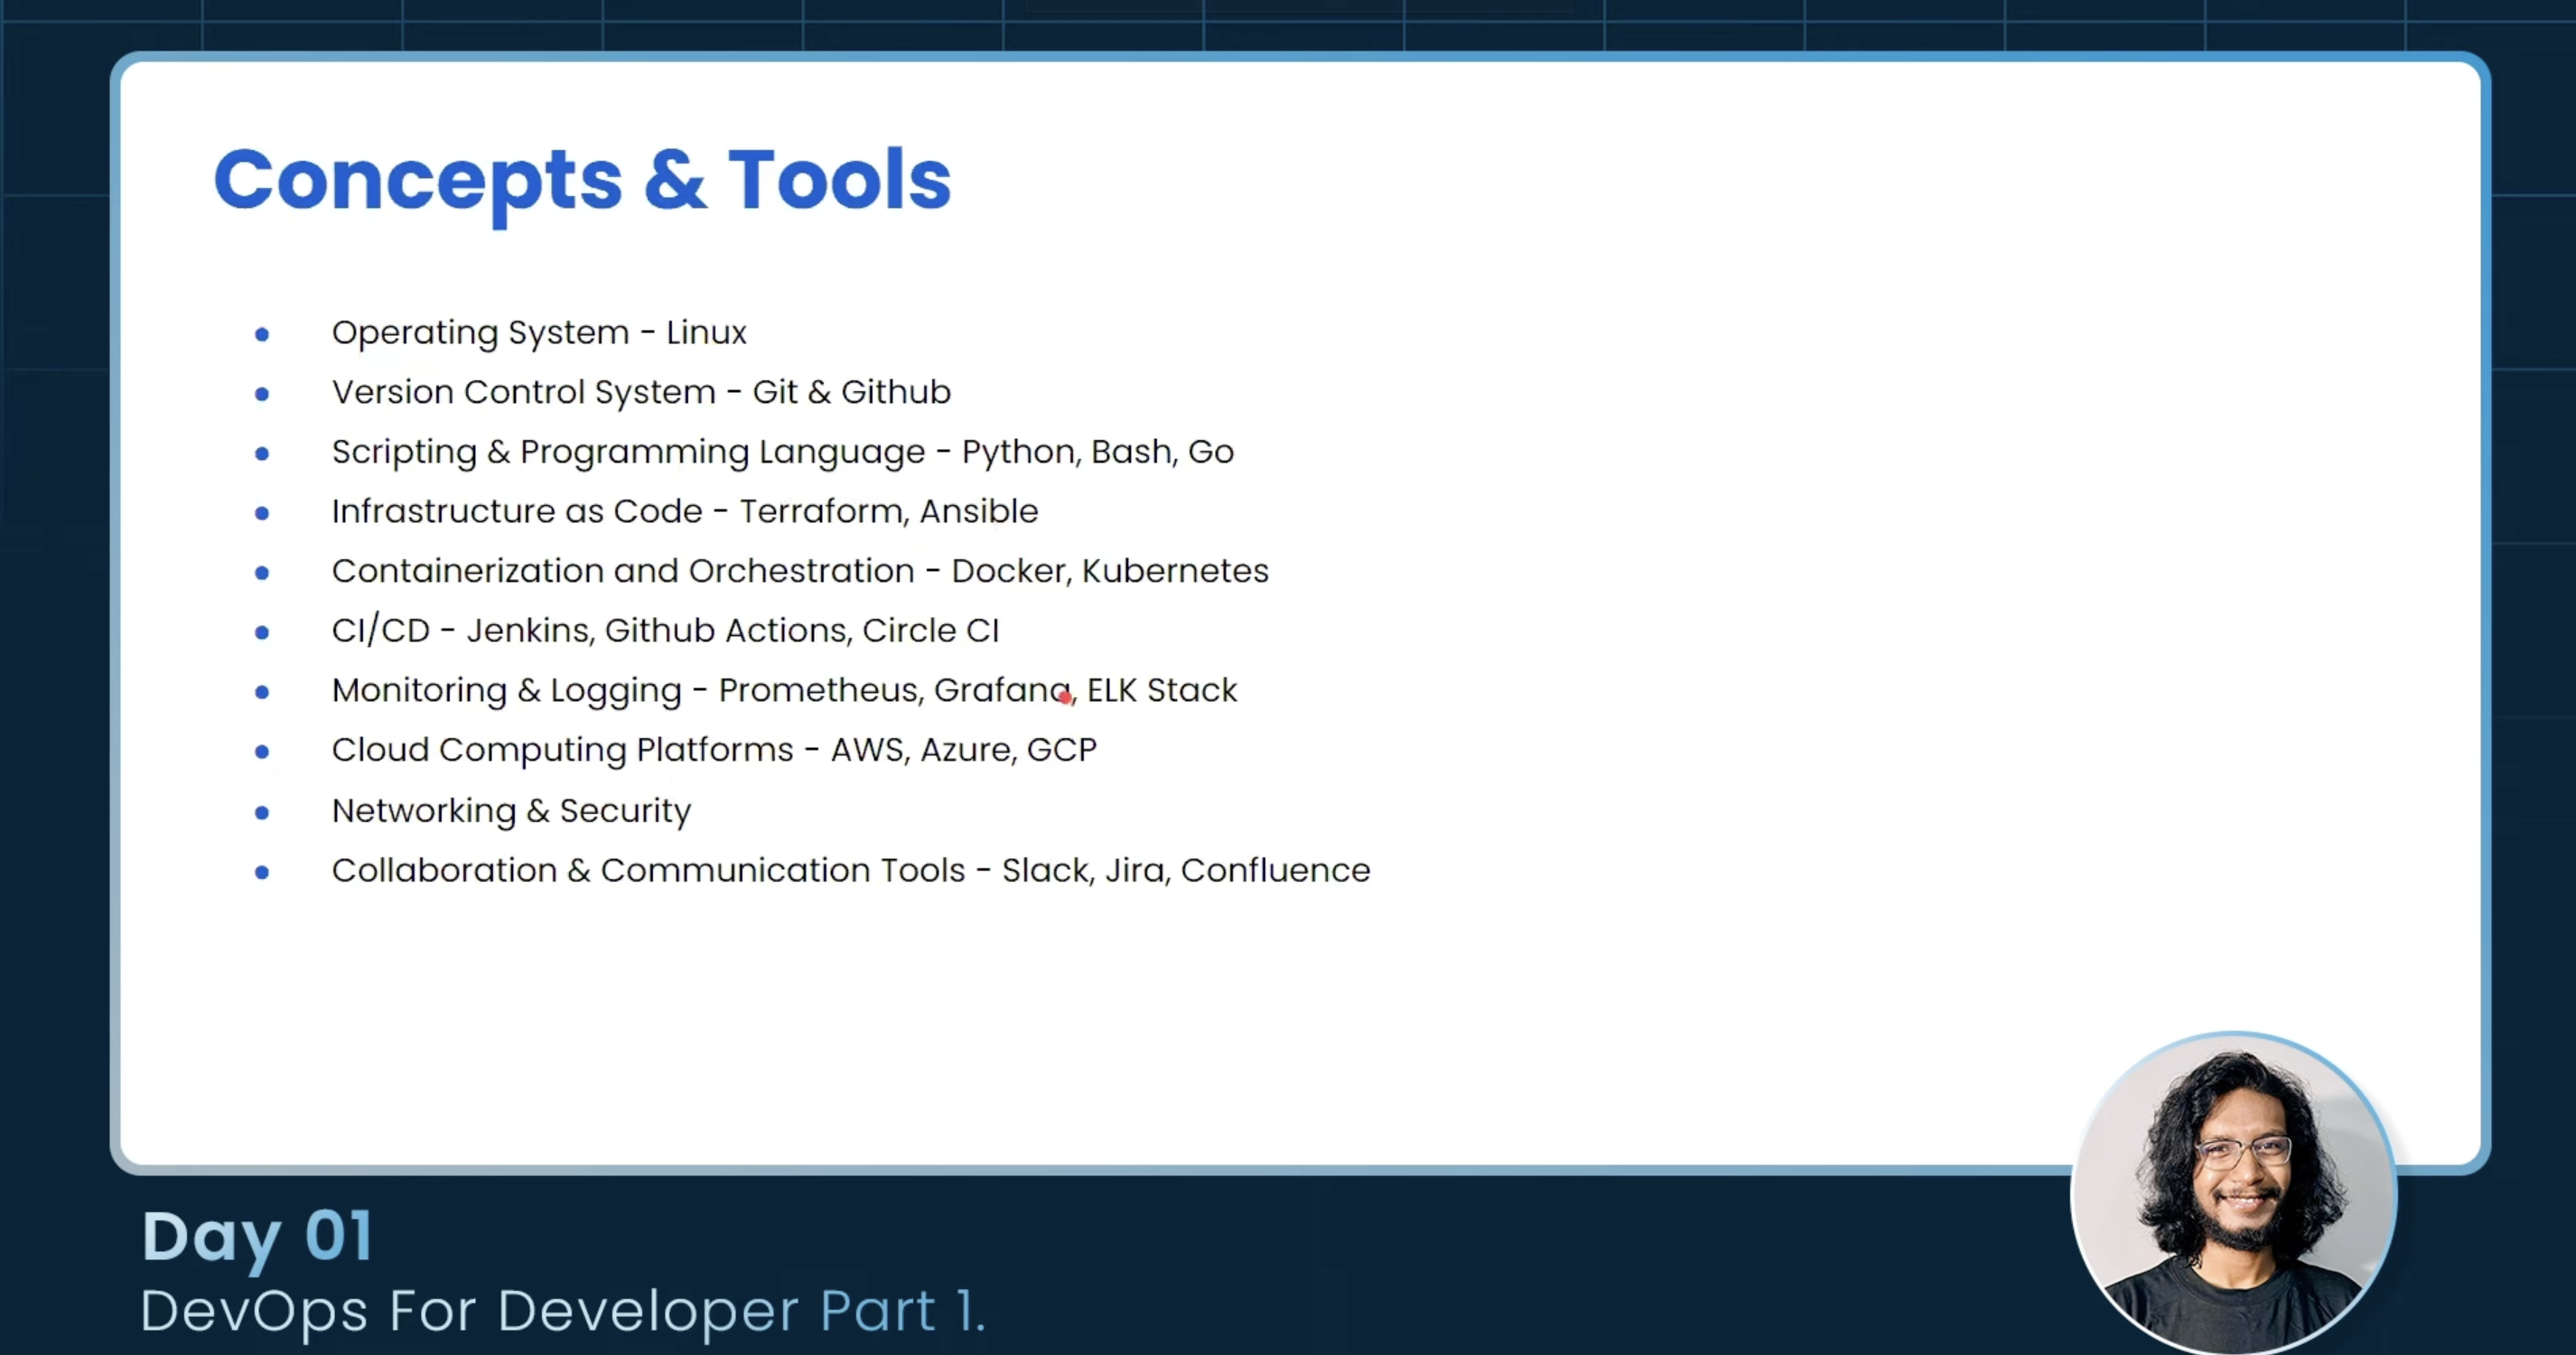 Concepts & Tools
Operating System - Linux
Version Control System - Git & Github
Scripting & Programming Language - Python, Bash, Go
Infrastructure as Code - Terraform, Ansible
Containerization and Orchestration - Docker, Kubernetes
CI/CD - Jenkins, Github Actions, Circle CI
Monitoring & Logging - Prometheus, Grafana, ELK Stack
Cloud Computing Platforms - AWS, Azure, GCP
Networking & Security
Collaboration & Communication Tools - Slack, Jira, Confluence
Day 01
DevOps For Developer Part 1.